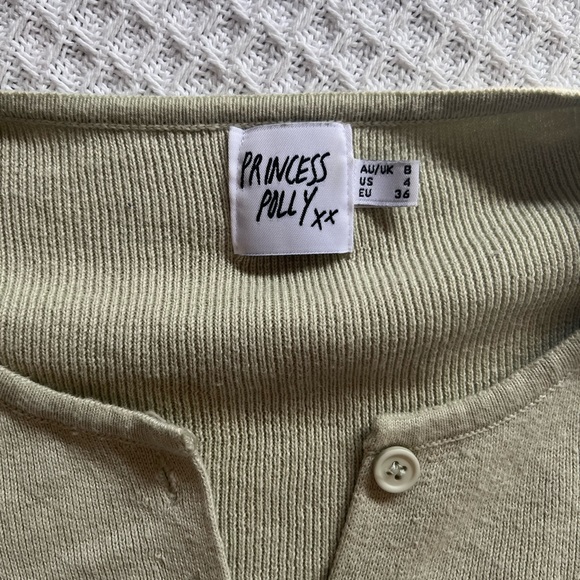 PRINCESS
POLLY xx
AU/UK 8
US 4
EU 36